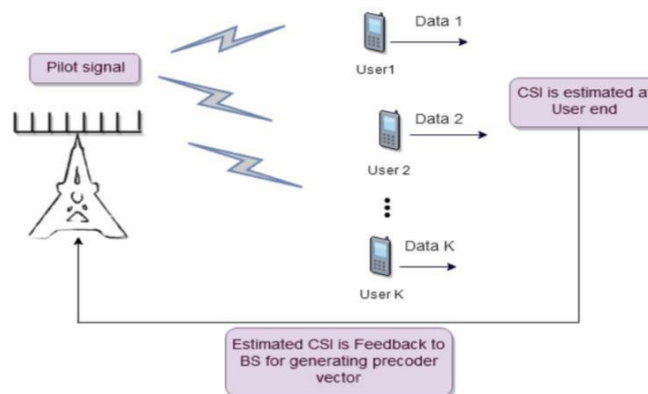 Pilot signal
Data 1
User1
CSI is estimated at
User end
Data 2
User 2
Data K
User K
Estimated CSI is Feedback to
BS for generating precoder
vector